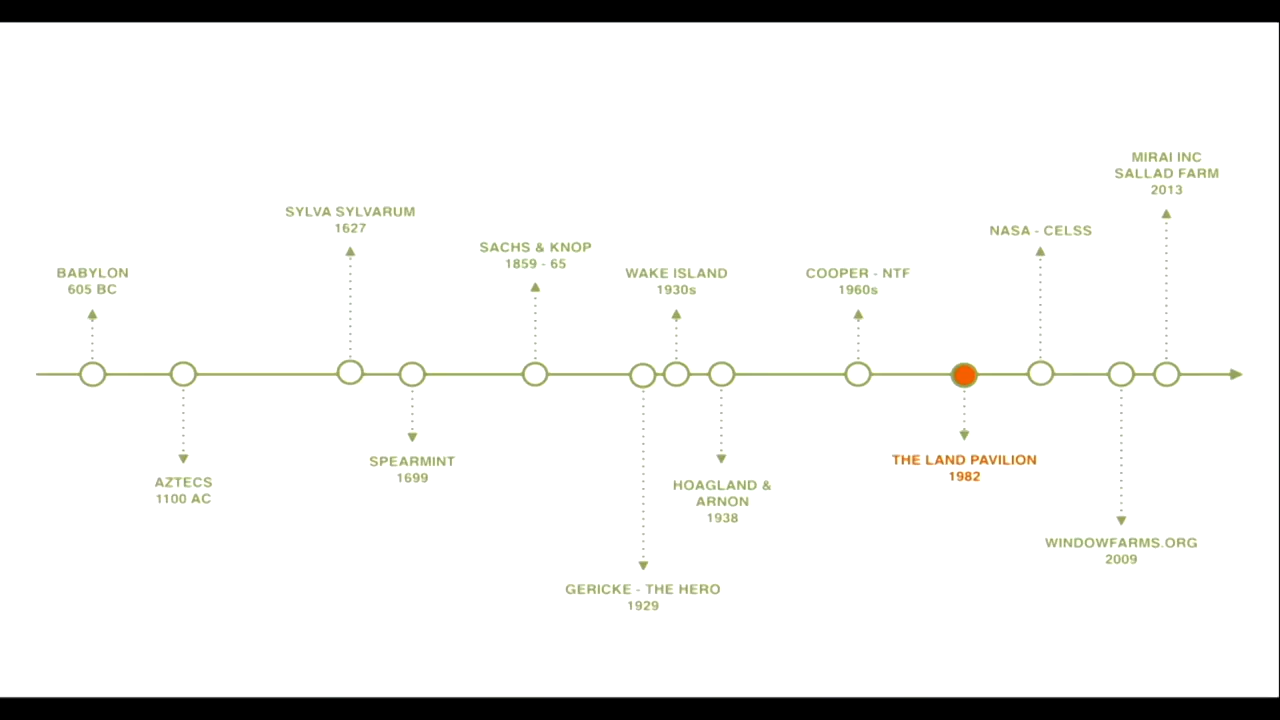 BABYLON
605 BC
AZTECS
1100 AC
SYLVA SYLVARUM
1627
SPEARMINT
1699
SACHS & KNOP
1859 - 65
GERICKE - THE HERO
1929
WAKE ISLAND
1930s
HOAGLAND &
ARNON
1938
COOPER - NTF
1960s
THE LAND PAVILION
1982
NASA - CELSS
WINDOWFARMS.ORG
2009
MIRAI INC
SALLAD FARM
2013